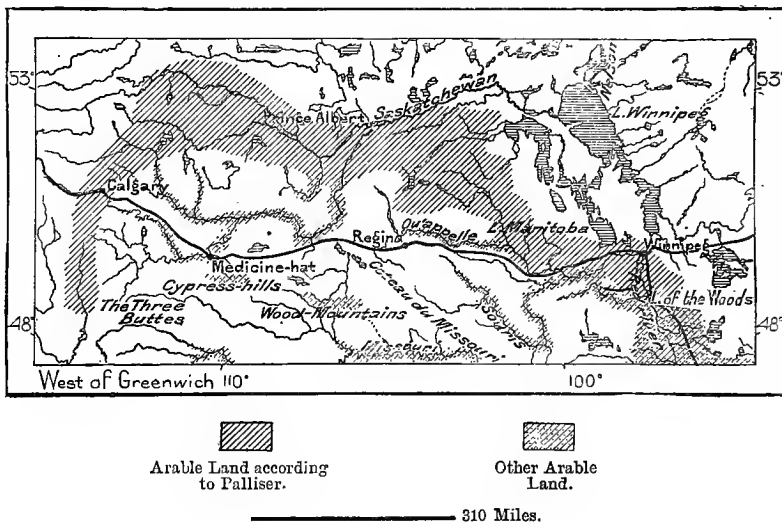 53°
53°
Nelson
Prince Albert
Saskatchewan
L. Winnipeg
Calgary
Regina
Qu'appelle
L. Manitoba
Winnipeg
Medicine-hat
Cypress-hills
L. of the Woods
The Three
Buttes
Wood-Mountains
Coteau du Missouri
Souris
Missouri
48°
48°
West of Greenwich 110°
100°
Arable Land according
to Palliser.
Other Arable
Land.
310 Miles.